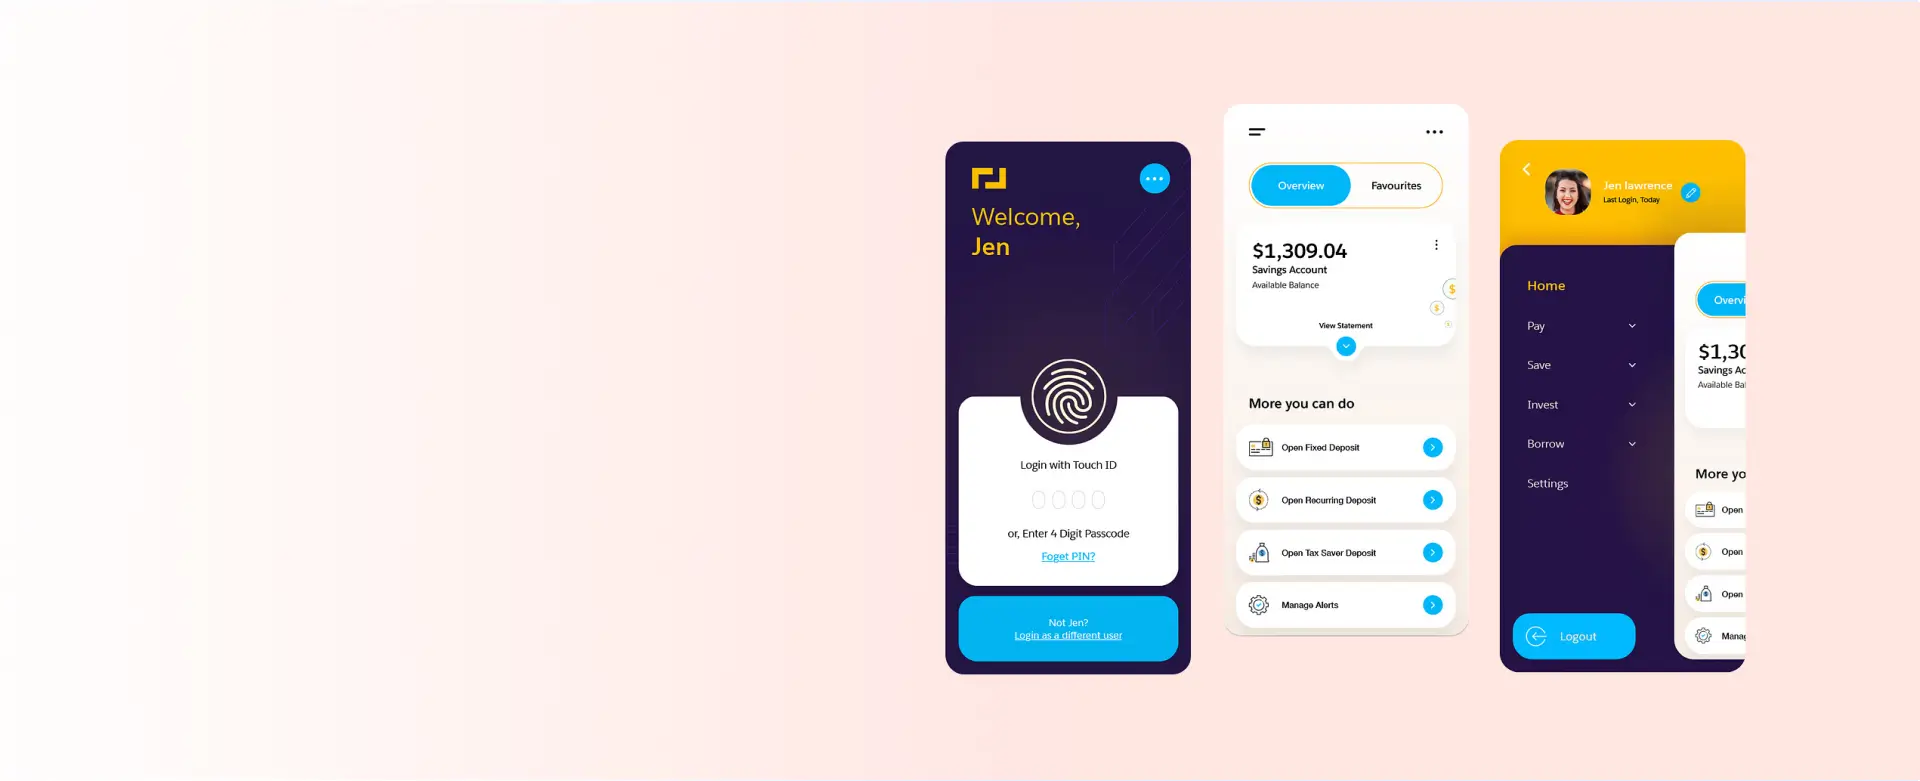 Welcome,
Jen
Login with Touch ID
or, Enter 4 Digit Passcode
Foget PIN?
Not Jen?
Login as a different user
Overview
Favourites
$1,309.04
Savings Account
Available Balance
View Statement
More you can do
Open Fixed Deposit
Open Recurring Deposit
Open Tax Saver Deposit
Manage Alerts
Jen lawrence
Last Login, Today
Home
Pay
Save
Invest
Borrow
Settings
Logout
Overvi
$1,30
Savings Ac
Available Bal
More yo
Open
Open
Open
Manag